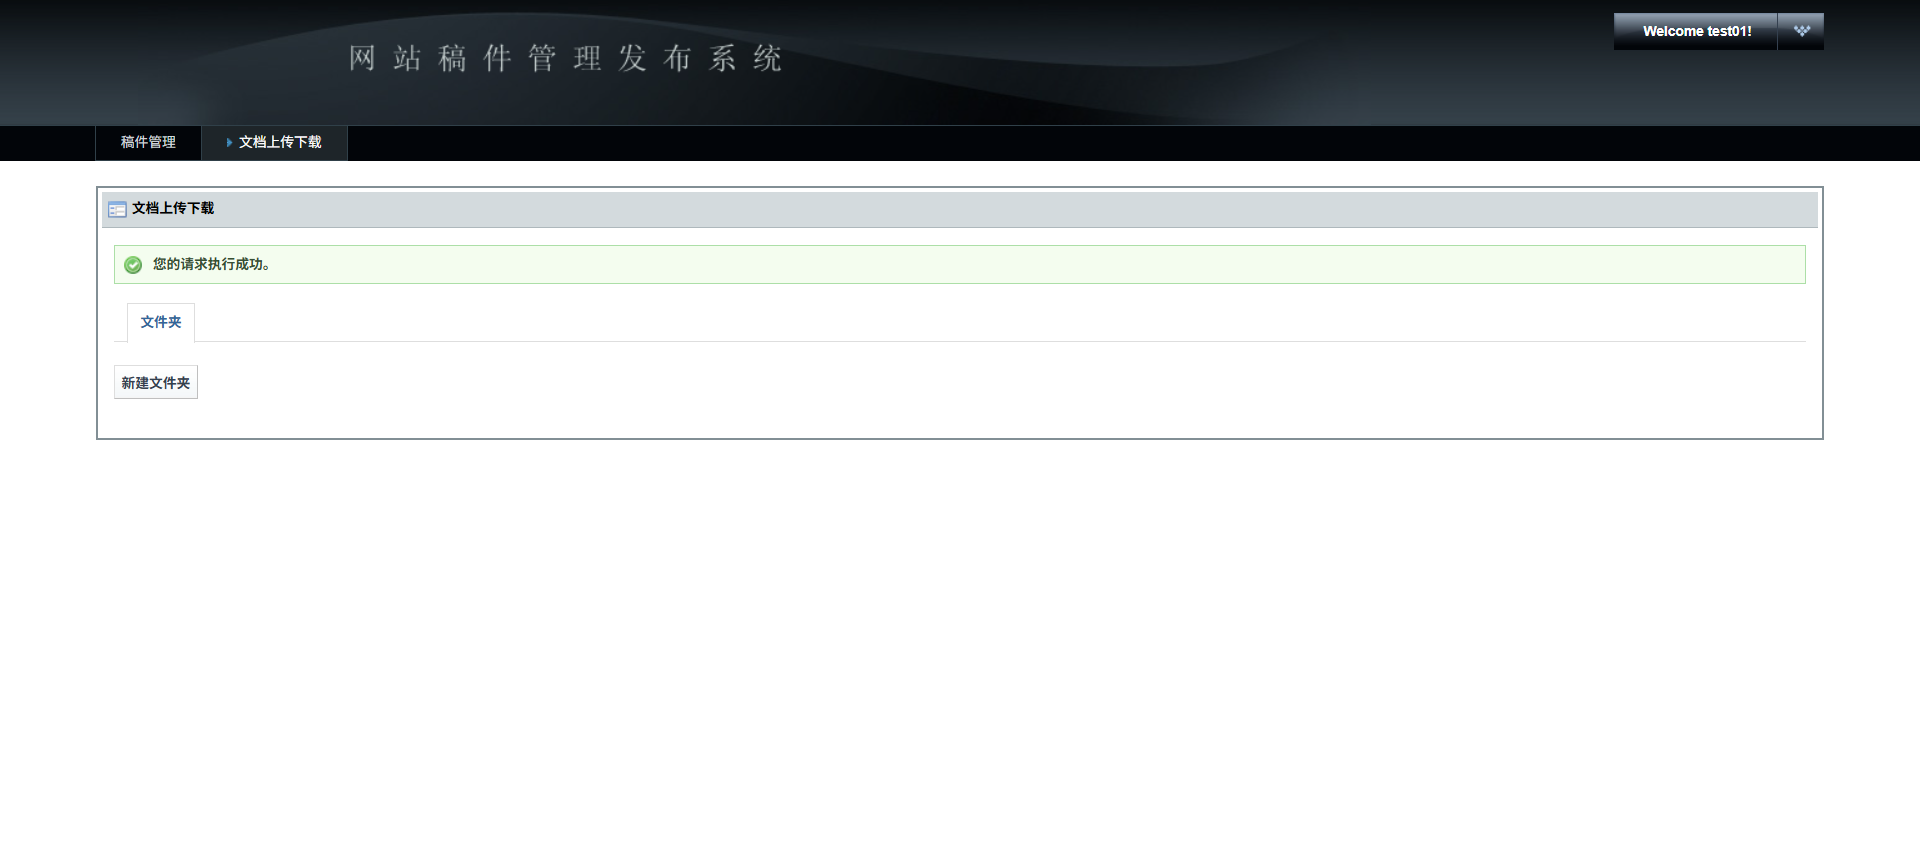 网站稿件管理发布系统
Welcome test01!
稿件管理
文档上传下载
文档上传下载
您的请求执行成功。
文件夹
新建文件夹